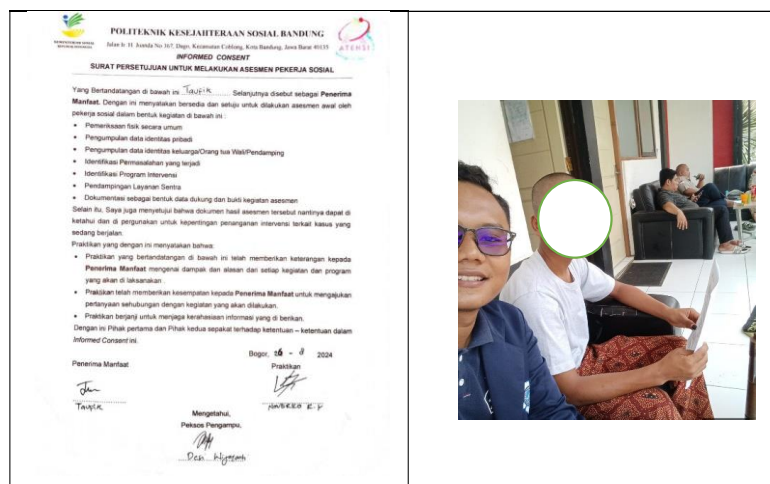 POLITEKNIK KESEJAHTERAAN SOSIAL BANDUNG
Jalan Ir. H. Juanda No 367, Dago, Kecamatan Coblong, Kota Bandung, Jawa Barat 40135
INFORMED CONSENT
SURAT PERSETUJUAN UNTUK MELAKUKAN ASESMEN PEKERJA SOSIAL
ATENSI
Yang Bertandatangan di bawah ini Taufik Selanjutnya disebut sebagai Penerima
Manfaat. Dengan ini menyatakan bersedia dan setuju untuk dilakukan asesmen awal oleh
pekerja sosial dalam bentuk kegiatan di bawah ini :
• Pemeriksaan fisik secara umum
• Pengumpulan data identitas pribadi
• Pengumpulan data identitas keluarga/Orang tua Wali/Pendamping
• Identifikasi Permasalahan yang terjadi
• Identifikasi Program Intervensi
• Pendampingan Layanan Sentra
• Dokumentasi sebagai bentuk data dukung dan bukti kegiatan asesmen
Selain itu, Saya juga menyetujui bahwa dokumen hasil asesmen tersebut nantinya dapat di
ketahui dan di pergunakan untuk kepentingan penanganan intervensi terkait kasus yang
sedang berjalan.
Praktikan yang dengan ini menyatakan bahwa:
• Praktikan yang bertandatangan di bawah ini telah memberikan keterangan kepada
Penerima Manfaat mengenai dampak dan alasan dan setiap kegiatan dan program
yang akan di laksanakan .
• Praktikan telah memberikan kesempatan kepada Penerima Manfaat untuk mengajukan
pertanyaan sehubungan dengan kegiatan yang akan dilakukan.
• Praktikan berjanji untuk menjaga kerahasiaan informasi yang di berikan.
Dengan ini Pihak pertama dan Pihak kedua sepakat terhadap ketentuan – ketentuan dalam
Informed Consent ini.
Bogor, 26 - 8 2024
Penerima Manfaat Praktikan
Taufik R. P
Mengetahui,
Peksos Pengampu,